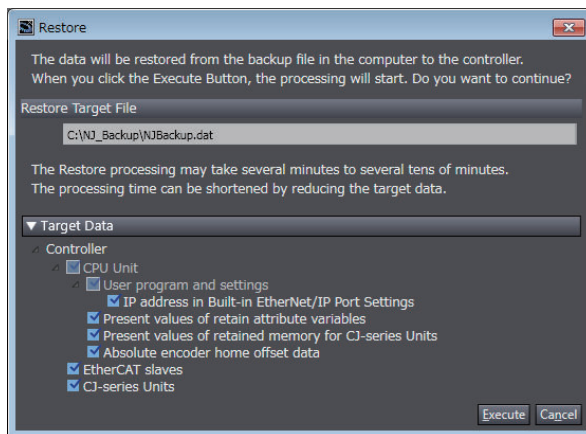 Restore
The data will be restored from the backup file in the computer to the controller.
When you click the Execute Button, the processing will start. Do you want to continue?
Restore Target File
C:\NJ_Backup\NJBackup.dat
The Restore processing may take several minutes to several tens of minutes.
The processing time can be shortened by reducing the target data.
▼ Target Data
Controller
CPU Unit
User program and settings
IP address in Built-in EtherNet/IP Port Settings
Present values of retain attribute variables
Present values of retained memory for CJ-series Units
Absolute encoder home offset data
EtherCAT slaves
CJ-series Units
Execute Cancel